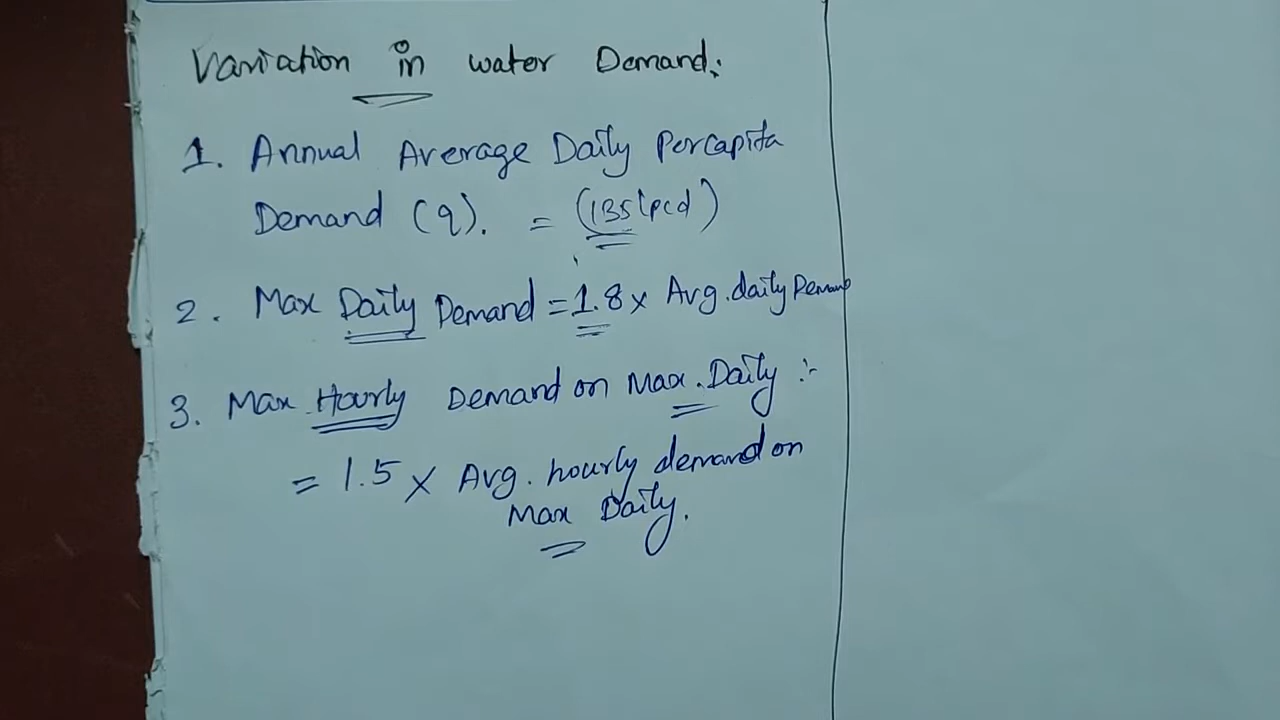 Variation in water Demand:
1. Annual Average Daily Percapita
Demand (q). = (135 lpcd)
2. Max Daily Demand = 1.8 x Avg. daily Demand
3. Max. Hourly Demand on Max. Daily :-
= 1.5 x Avg. hourly demand on
Max Daily.